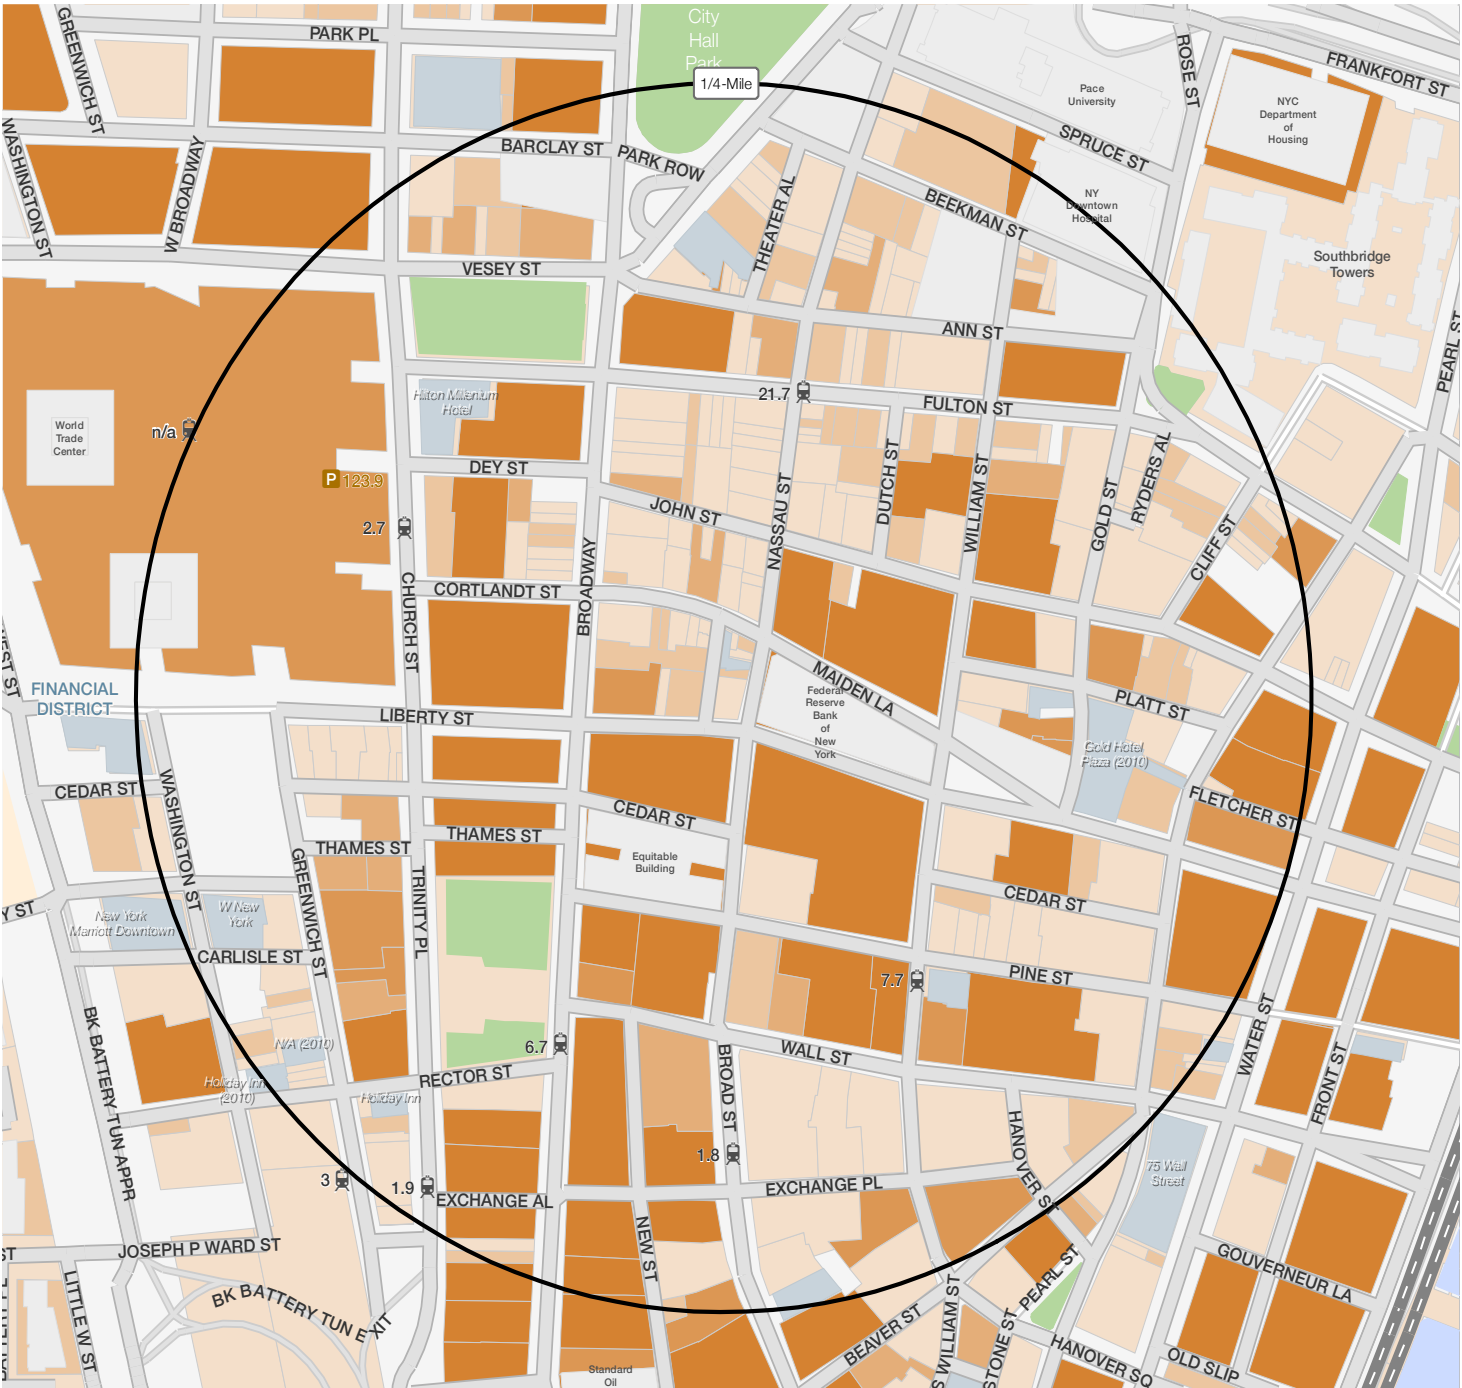 City
Hall
Park
1/4-Mile
PARK PL
GREENWICH ST
WASHINGTON ST
W BROADWAY
BARCLAY ST
PARK ROW
ROSE ST
FRANKFORT ST
Pace
University
NYC
Department
of
Housing
SPRUCE ST
NY
Downtown
Hospital
BEEKMAN ST
THEATER AL
Southbridge
Towers
VESEY ST
ANN ST
PEARL ST
Hilton Millenium
Hotel
21.7
FULTON ST
World
Trade
Center
n/a
P 123.9
2.7
DEY ST
JOHN ST
NASSAU ST
DUTCH ST
WILLIAM ST
GOLD ST
RYDERS AL
CLIFF ST
CORTLANDT ST
BROADWAY
CHURCH ST
MAIDEN LA
Federal
Reserve
Bank
of
New
York
PLATT ST
Gold Hotel
Plaza (2010)
FINANCIAL
DISTRICT
LIBERTY ST
WEST ST
CEDAR ST
WASHINGTON ST
FLETCHER ST
CEDAR ST
THAMES ST
THAMES ST
Equitable
Building
GREENWICH ST
TRINITY PL
CEDAR ST
Y ST
New York
Marriott Downtown
W New
York
CARLISLE ST
PINE ST
7.7
BK BATTERY TUN APPR
N/A (2010)
6.7
WALL ST
BROAD ST
WATER ST
FRONT ST
Holiday Inn
(2010)
RECTOR ST
Holiday Inn
HANOVER ST
75 Wall
Street
3
1.9
1.8
EXCHANGE AL
EXCHANGE PL
JOSEPH P WARD ST
ST
NEW ST
GOUVERNEUR LA
LITTLE W ST
BK BATTERY TUN EXIT
PEARL ST
BEAVER ST
S WILLIAM ST
STONE ST
HANOVER SQ
OLD SLIP
Standard
Oil